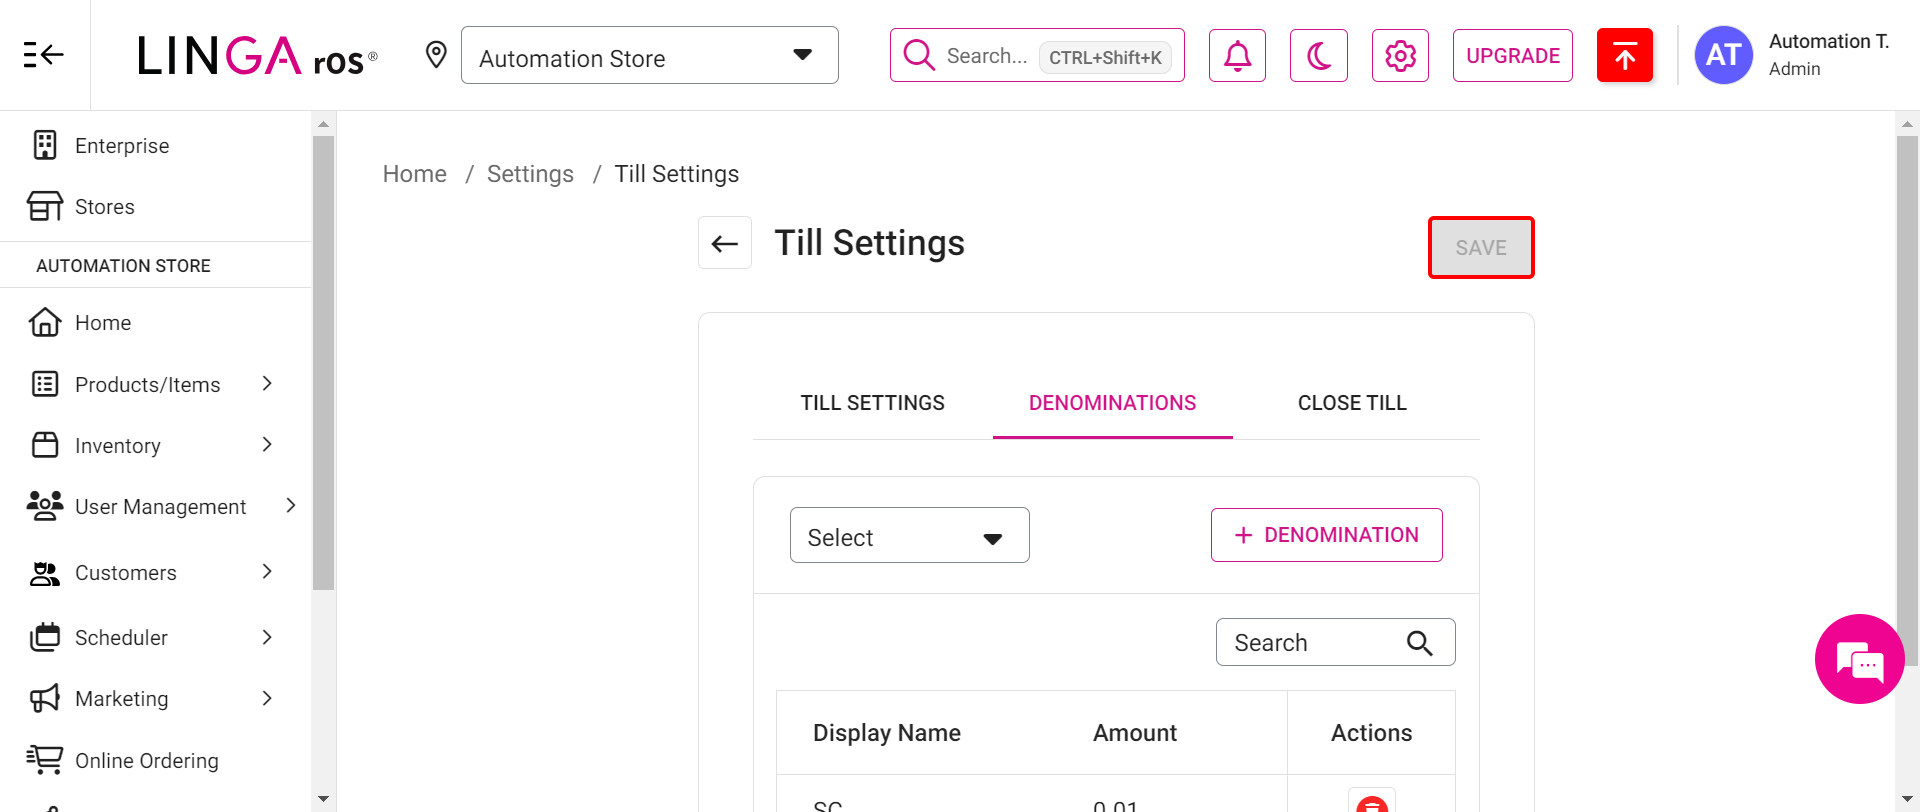 LINGA ros®
Automation Store
Search... CTRL+Shift+K
UPGRADE
AT
Automation T.
Admin
Enterprise
Stores
AUTOMATION STORE
Home
Products/Items
Inventory
User Management
Customers
Scheduler
Marketing
Online Ordering
Home / Settings / Till Settings
Till Settings
SAVE
TILL SETTINGS DENOMINATIONS CLOSE TILL
Select
+ DENOMINATION
Search
Display Name Amount Actions
SC 0.01